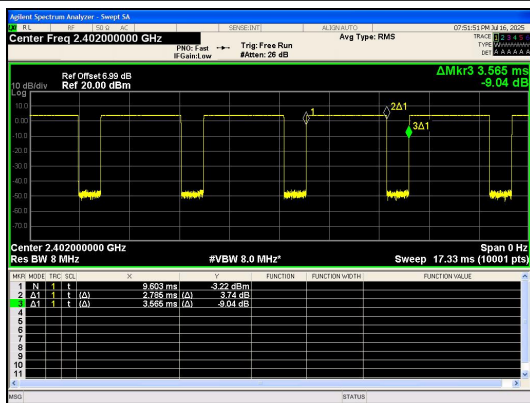 Agilent Spectrum Analyzer - Swept SA
RL RF 50 Ω AC SENSE:INT ALIGN AUTO 07:51:51 PM Jul 16, 2025
Center Freq 2.402000000 GHz PNO: Fast Trig: Free Run Avg Type: RMS TRACE 1 2 3 4 5 6
IFGain:Low #Atten: 26 dB TYPE
DET A A A A A A
Ref Offset 6.99 dB ΔMkr3 3.565 ms
10 dB/div Ref 20.00 dBm -9.04 dB
Log
10.0
0.00
-10.0
-20.0
-30.0
-40.0
-50.0
-60.0
-70.0
1
2Δ1
3Δ1
Center 2.402000000 GHz Span 0 Hz
Res BW 8 MHz #VBW 8.0 MHz* Sweep 17.33 ms (10001 pts)
MKR MODE TRC SCL X Y FUNCTION FUNCTION WIDTH FUNCTION VALUE
1 N 1 t 9.603 ms -3.22 dBm
2 Δ1 1 t (Δ) 2.785 ms (Δ) 3.74 dB
3 Δ1 1 t (Δ) 3.565 ms (Δ) -9.04 dB
4
5
6
7
8
9
10
11
MSG STATUS